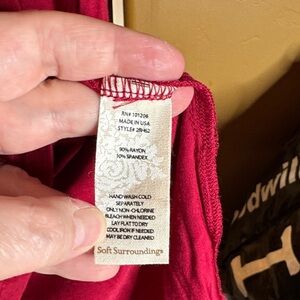 RN# 101206
MADE IN USA
STYLE# 28462
90% RAYON
10% SPANDEX
HAND WASH COLD
SEPARATELY
ONLY NON-CHLORINE
BLEACH WHEN NEEDED
LAY FLAT TO DRY
COOL IRON IF NEEDED
MAY BE DRY CLEANED
Soft Surroundings